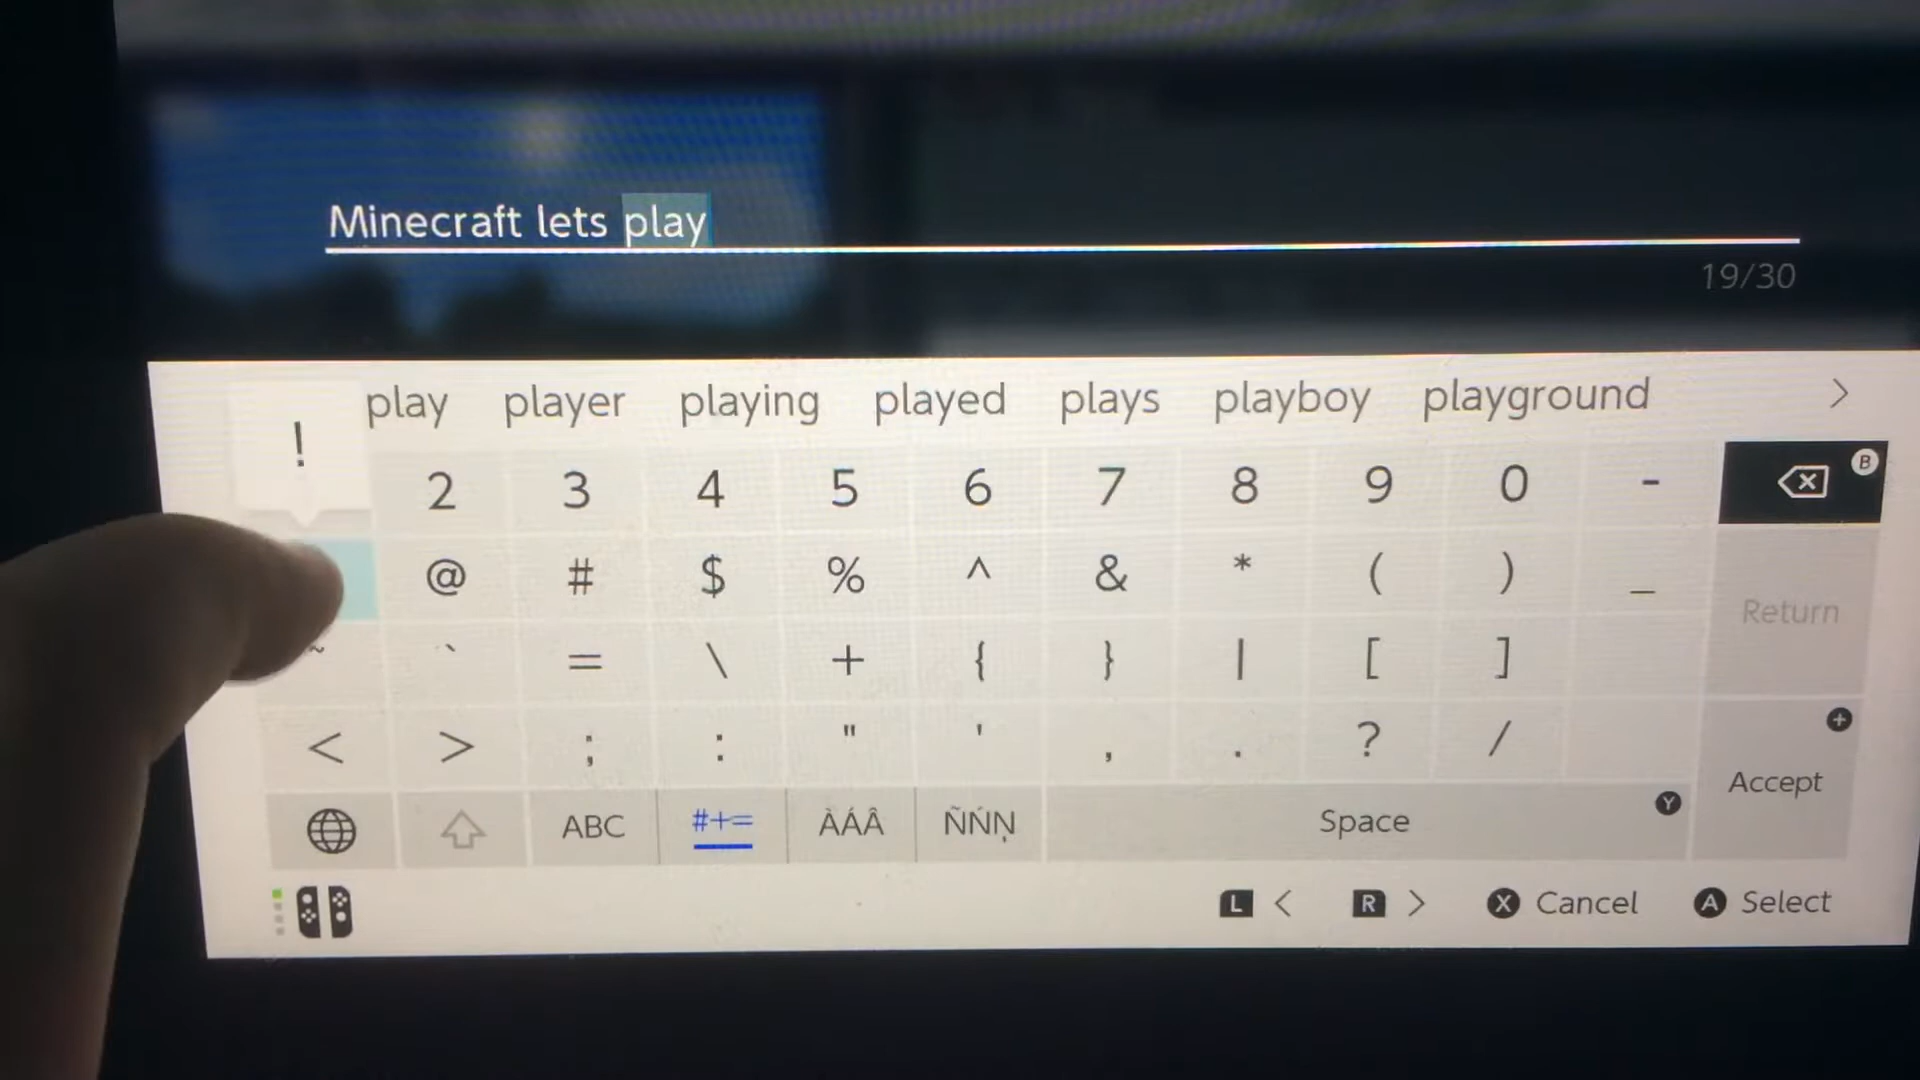 Minecraft lets play
19/30
play player playing played plays playboy playground >
!
2 3 4 5 6 7 8 9 0 - B
@ # $ % ^ & * ( ) _ Return
~ ` = \ + { } | [ ]
< > ; : " ' , . ? / +
Accept
ABC #+= ÀÁÂ ÑŃŅ Space Y
L < R > X Cancel A Select